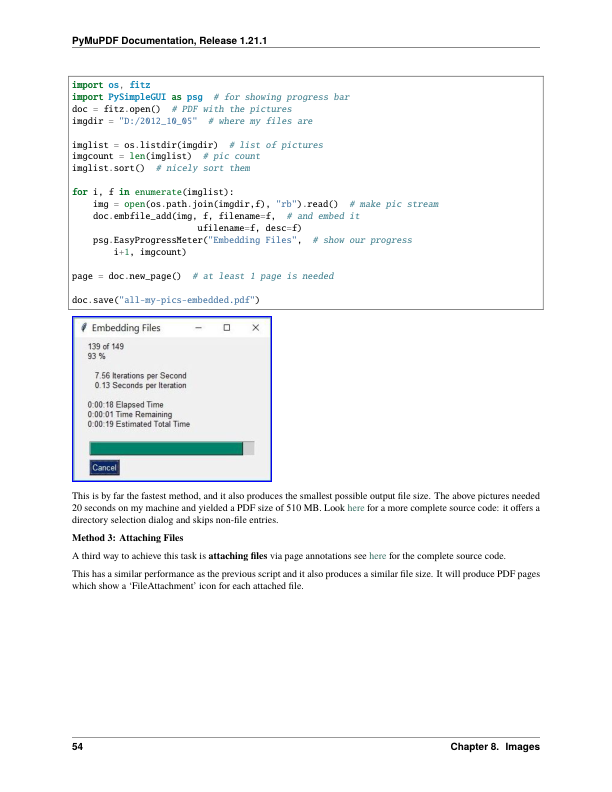 PyMuPDF Documentation, Release 1.21.1
import os, fitz
import PySimpleGUI as psg  # for showing progress bar
doc = fitz.open()  # PDF with the pictures
imgdir = "D:/2012_10_05"  # where my files are

imglist = os.listdir(imgdir)  # list of pictures
imgcount = len(imglist)  # pic count
imglist.sort()  # nicely sort them

for i, f in enumerate(imglist):
    img = open(os.path.join(imgdir,f), "rb").read()  # make pic stream
    doc.embfile_add(img, f, filename=f,  # and embed it
                        ufilename=f, desc=f)
    psg.EasyProgressMeter("Embedding Files",  # show our progress
        i+1, imgcount)

page = doc.new_page()  # at least 1 page is needed

doc.save("all-my-pics-embedded.pdf")
Embedding Files
139 of 149
93 %
7.56 Iterations per Second
0.13 Seconds per Iteration
0:00:18 Elapsed Time
0:00:01 Time Remaining
0:00:19 Estimated Total Time
Cancel
This is by far the fastest method, and it also produces the smallest possible output file size. The above pictures needed
20 seconds on my machine and yielded a PDF size of 510 MB. Look here for a more complete source code: it offers a
directory selection dialog and skips non-file entries.
Method 3: Attaching Files
A third way to achieve this task is attaching files via page annotations see here for the complete source code.
This has a similar performance as the previous script and it also produces a similar file size. It will produce PDF pages
which show a ‘FileAttachment’ icon for each attached file.
54 Chapter 8. Images